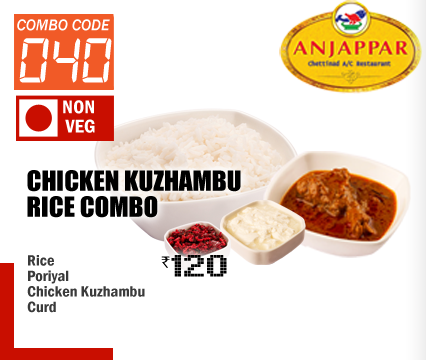 COMBO CODE
040
NON
VEG
ANJAPPAR
Chettinad A/C Restaurant
CHICKEN KUZHAMBU
RICE COMBO
₹120
Rice
Poriyal
Chicken Kuzhambu
Curd